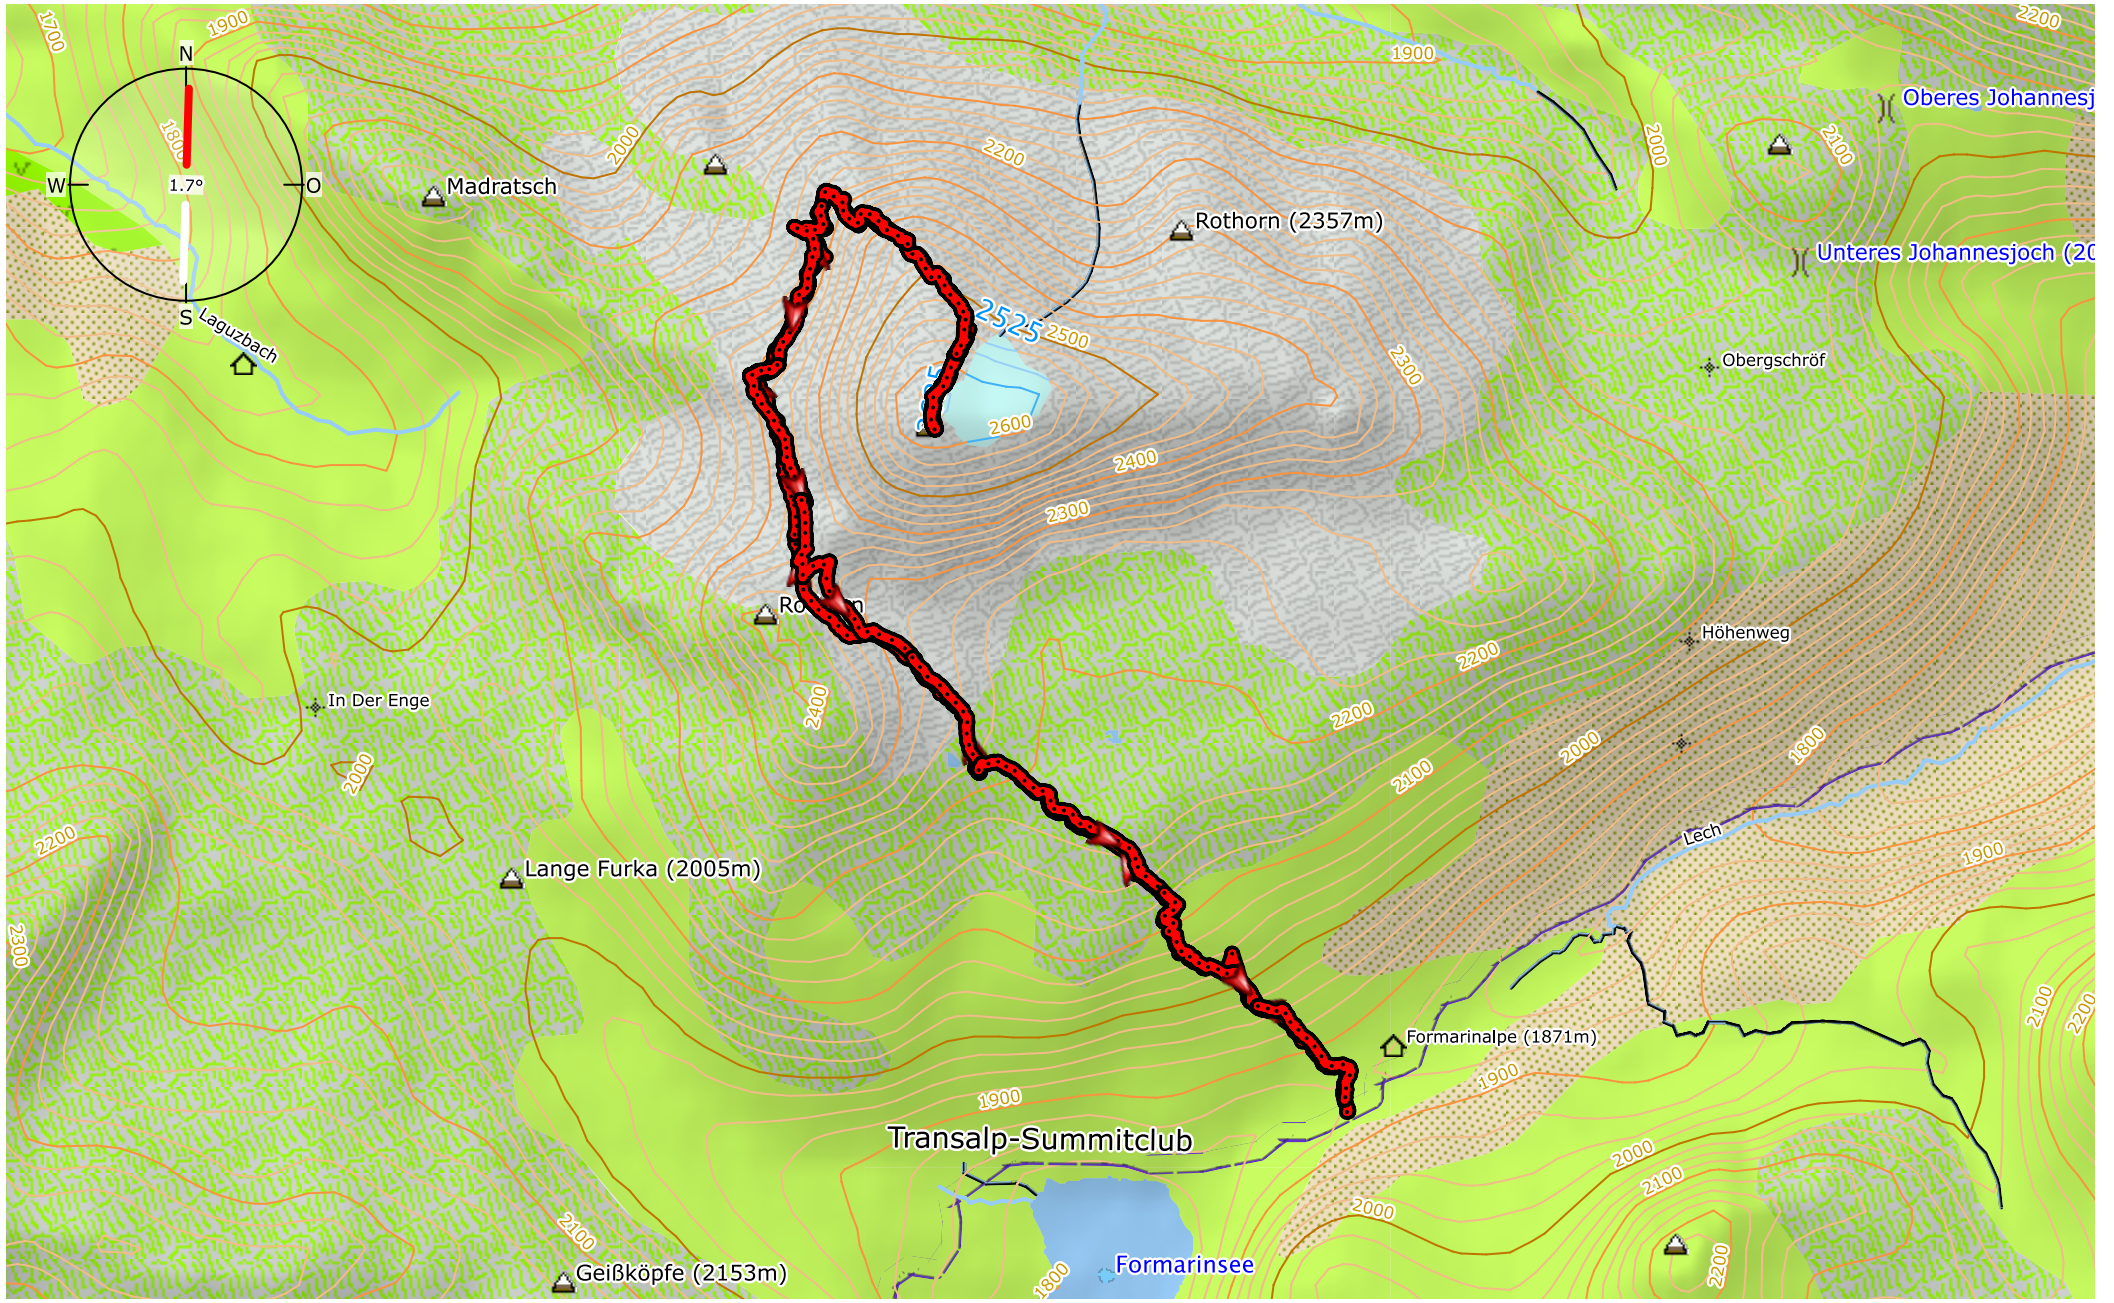 1700
1900
1900
2200
N
Oberes Johannesj
1800
2000
2200
2000
2100
W
1.7°
O
Madratsch
Rothorn (2357m)
Unteres Johannesjoch (20
S
Laguzbach
2525
2500
2300
Obergschröf
2600
2400
2300
Höhenweg
2200
In Der Enge
2400
2200
2000
2000
1800
2100
2200
Lech
1900
Lange Furka (2005m)
2300
2100
2200
Formarinalpe (1871m)
1900
1900
Transalp-Summitclub
2000
2100
2000
2100
2200
Formarinsee
Geißköpfe (2153m)
1800